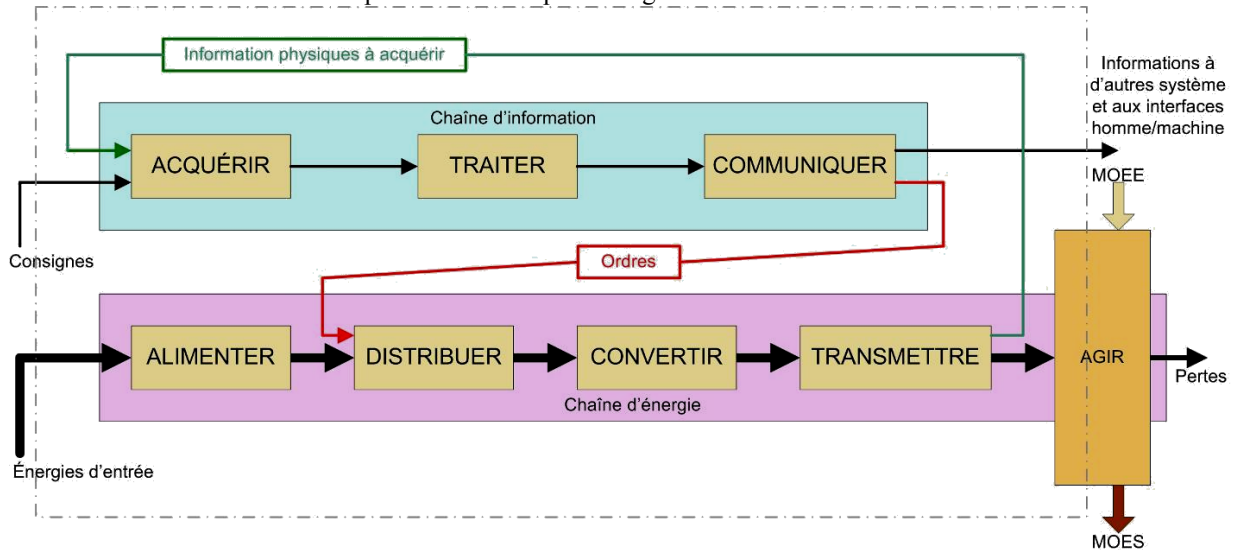 Information physiques à acquérir
Informations à
d'autres système
et aux interfaces
homme/machine
Chaîne d'information
ACQUÉRIR
TRAITER
COMMUNIQUER
MOEE
Consignes
Ordres
ALIMENTER
DISTRIBUER
CONVERTIR
TRANSMETTRE
AGIR
Pertes
Chaîne d'énergie
Énergies d'entrée
MOES